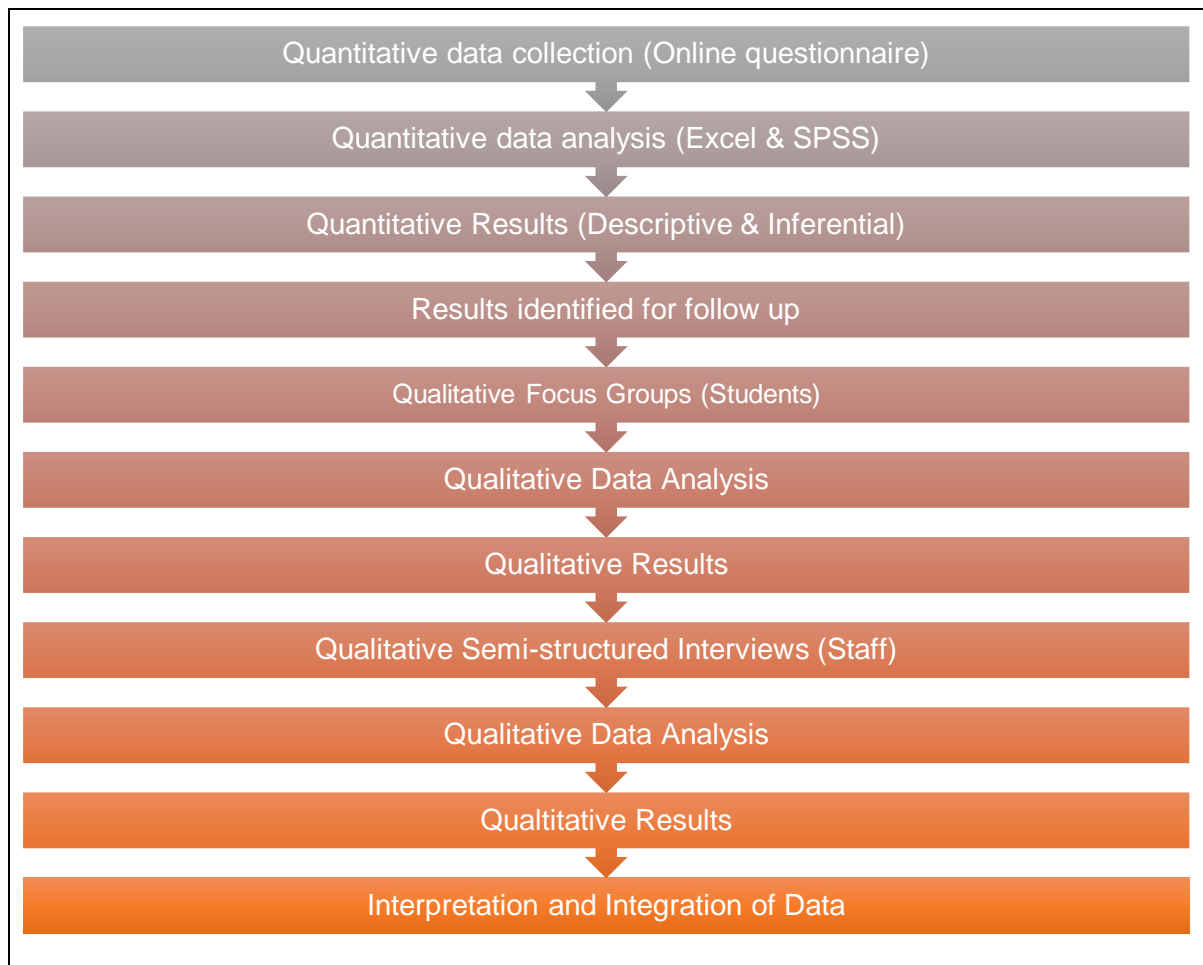 Quantitative data collection (Online questionnaire)
Quantitative data analysis (Excel & SPSS)
Quantitative Results (Descriptive & Inferential)
Results identified for follow up
Qualitative Focus Groups (Students)
Qualitative Data Analysis
Qualitative Results
Qualitative Semi-structured Interviews (Staff)
Qualitative Data Analysis
Qualtitative Results
Interpretation and Integration of Data